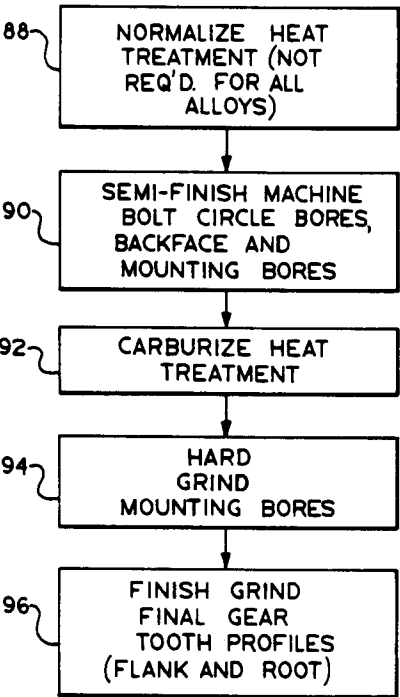 88
NORMALIZE HEAT
TREATMENT (NOT
REQ'D. FOR ALL
ALLOYS)
90
SEMI-FINISH MACHINE
BOLT CIRCLE BORES,
BACKFACE AND
MOUNTING BORES
92
CARBURIZE HEAT
TREATMENT
94
HARD
GRIND
MOUNTING BORES
96
FINISH GRIND
FINAL GEAR
TOOTH PROFILES
(FLANK AND ROOT)